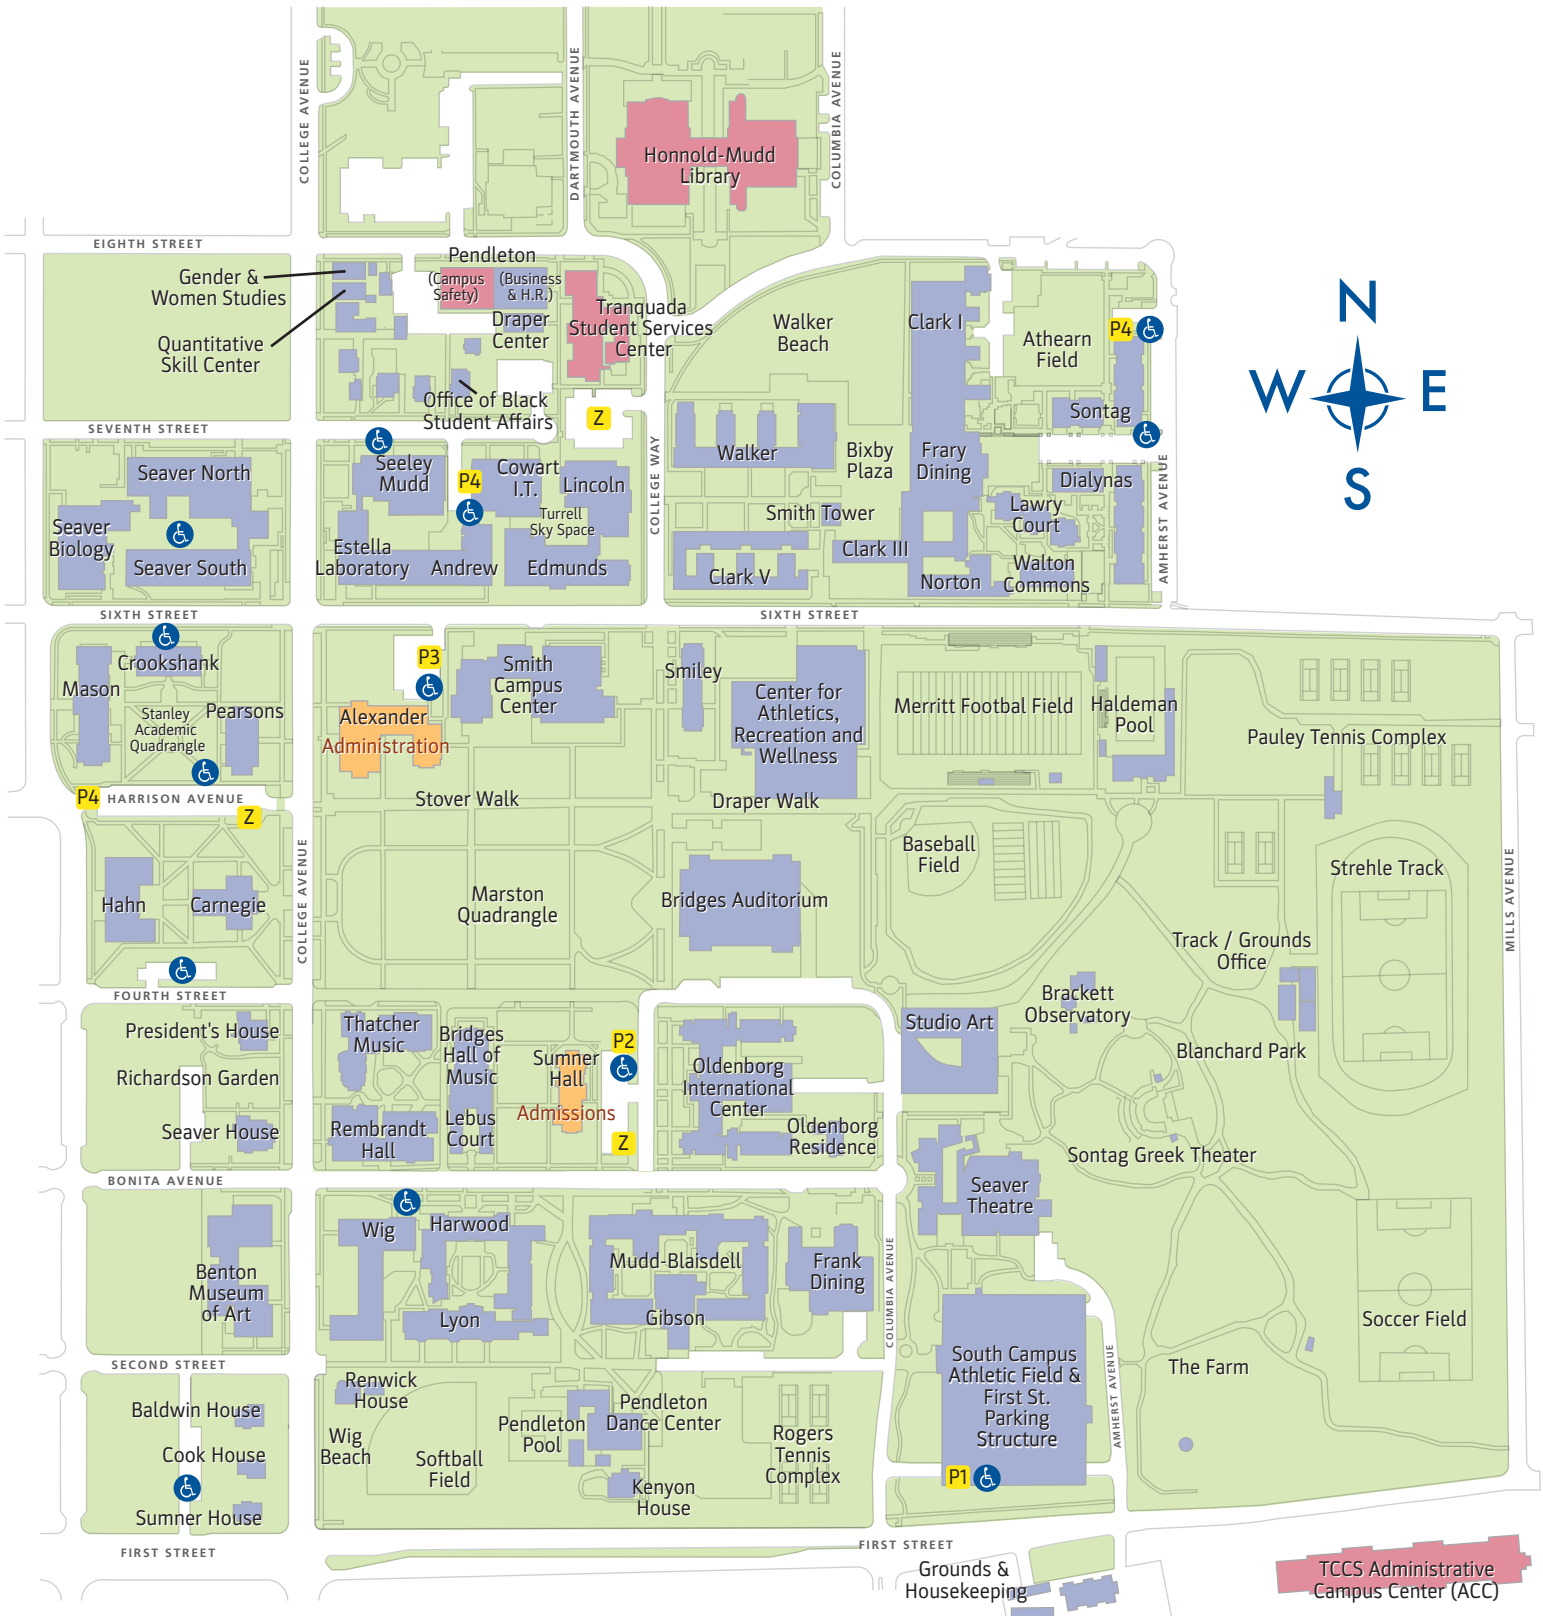 COLLEGE AVENUE
DARTMOUTH AVENUE
COLUMBIA AVENUE
Honnold-Mudd
Library
EIGHTH STREET
Gender &
Women Studies
Quantitative
Skill Center
Pendleton
(Campus
Safety)
(Business
& H.R.)
Draper
Center
Tranquada
Student Services
Center
Office of Black
Student Affairs
Z
Walker
Beach
Clark I
Athearn
Field
P4
Sontag
N
W
E
S
SEVENTH STREET
Seaver North
Seaver
Biology
Seaver South
Seeley
Mudd
P4
Cowart
I.T.
Lincoln
Turrell
Sky Space
Estella
Laboratory
Andrew
Edmunds
COLLEGE WAY
Walker
Bixby
Plaza
Frary
Dining
Smith Tower
Clark III
Clark V
Norton
Dialynas
Lawry
Court
Walton
Commons
AMHERST AVENUE
SIXTH STREET
SIXTH STREET
Crookshank
Mason
Stanley
Academic
Quadrangle
Pearsons
P4
HARRISON AVENUE
Z
P3
Alexander
Administration
Smith
Campus
Center
Smiley
Center for
Athletics,
Recreation and
Wellness
Merritt Footbal Field
Haldeman
Pool
Pauley Tennis Complex
Stover Walk
Draper Walk
COLLEGE AVENUE
Hahn
Carnegie
Marston
Quadrangle
Bridges Auditorium
Baseball
Field
Strehle Track
MILLS AVENUE
Track / Grounds
Office
FOURTH STREET
President's House
Richardson Garden
Seaver House
Thatcher
Music
Bridges
Hall of
Music
Sumner
Hall
Admissions
P2
Z
Rembrandt
Hall
Lebus
Court
Oldenborg
International
Center
Oldenborg
Residence
Studio Art
Brackett
Observatory
Blanchard Park
Sontag Greek Theater
Seaver
Theatre
BONITA AVENUE
Benton
Museum
of Art
Wig
Harwood
Lyon
Mudd-Blaisdell
Gibson
Frank
Dining
COLUMBIA AVENUE
Soccer Field
SECOND STREET
Baldwin House
Cook House
Sumner House
Renwick
House
Wig
Beach
Softball
Field
Pendleton
Pool
Pendleton
Dance Center
Kenyon
House
Rogers
Tennis
Complex
South Campus
Athletic Field &
First St.
Parking
Structure
P1
AMHERST AVENUE
The Farm
FIRST STREET
FIRST STREET
Grounds &
Housekeeping
TCCS Administrative
Campus Center (ACC)